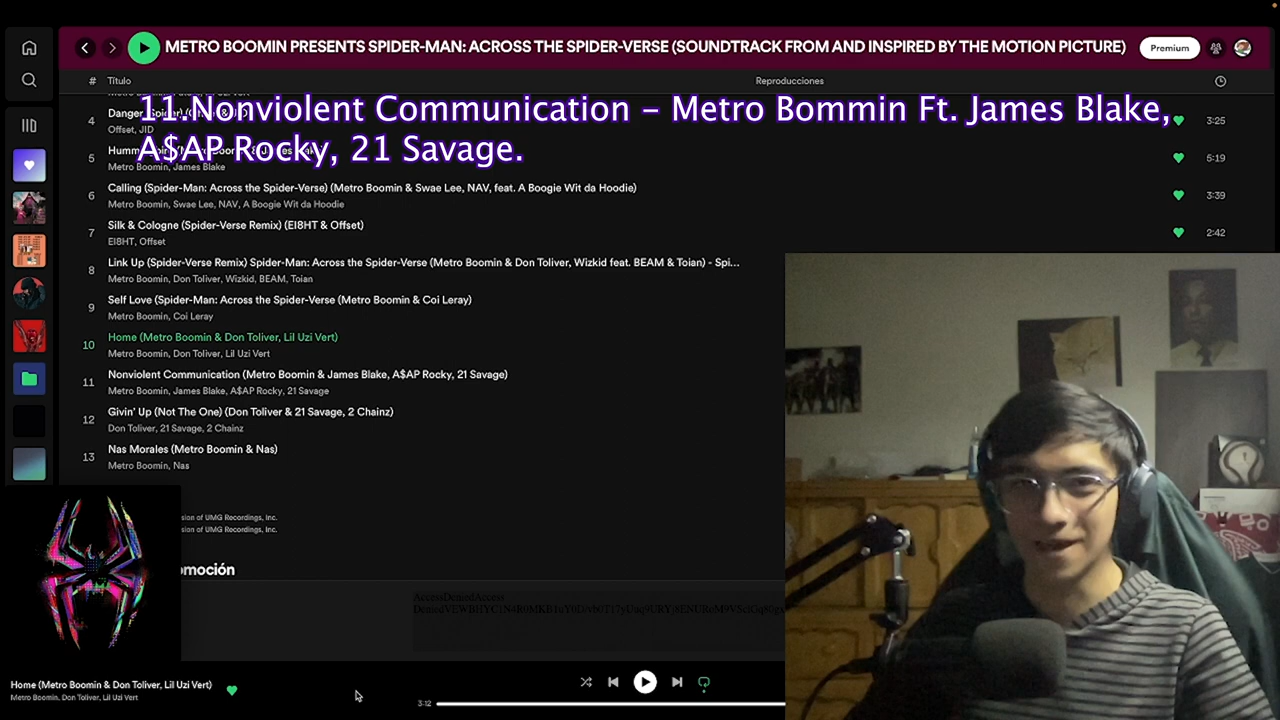 METRO BOOMIN PRESENTS SPIDER-MAN: ACROSS THE SPIDER-VERSE (SOUNDTRACK FROM AND INSPIRED BY THE MOTION PICTURE)
Premium
# Título Reproducciones
11.Nonviolent Communication - Metro Bommin Ft. James Blake,
A$AP Rocky, 21 Savage.
4 3:25
Offset, JID
5 5:19
Metro Boomin, James Blake
6 Calling (Spider-Man: Across the Spider-Verse) (Metro Boomin & Swae Lee, NAV, feat. A Boogie Wit da Hoodie) 3:39
Metro Boomin, Swae Lee, NAV, A Boogie Wit da Hoodie
7 Silk & Cologne (Spider-Verse Remix) (EI8HT & Offset) 2:42
EI8HT, Offset
8 Link Up (Spider-Verse Remix) Spider-Man: Across the Spider-Verse (Metro Boomin & Don Toliver, Wizkid feat. BEAM & Toian) - Spi...
Metro Boomin, Don Toliver, Wizkid, BEAM, Toian
9 Self Love (Spider-Man: Across the Spider-Verse (Metro Boomin & Coi Leray)
Metro Boomin, Coi Leray
10 Home (Metro Boomin & Don Toliver, Lil Uzi Vert)
Metro Boomin, Don Toliver, Lil Uzi Vert
11 Nonviolent Communication (Metro Boomin & James Blake, A$AP Rocky, 21 Savage)
Metro Boomin, James Blake, A$AP Rocky, 21 Savage
12 Givin' Up (Not The One) (Don Toliver & 21 Savage, 2 Chainz)
Don Toliver, 21 Savage, 2 Chainz
13 Nas Morales (Metro Boomin & Nas)
Metro Boomin, Nas
sion of UMG Recordings, Inc.
sion of UMG Recordings, Inc.
omoción
AccessDeniedAccess
Home (Metro Boomin & Don Toliver, Lil Uzi Vert)
Metro Boomin, Don Toliver, Lil Uzi Vert
3:12